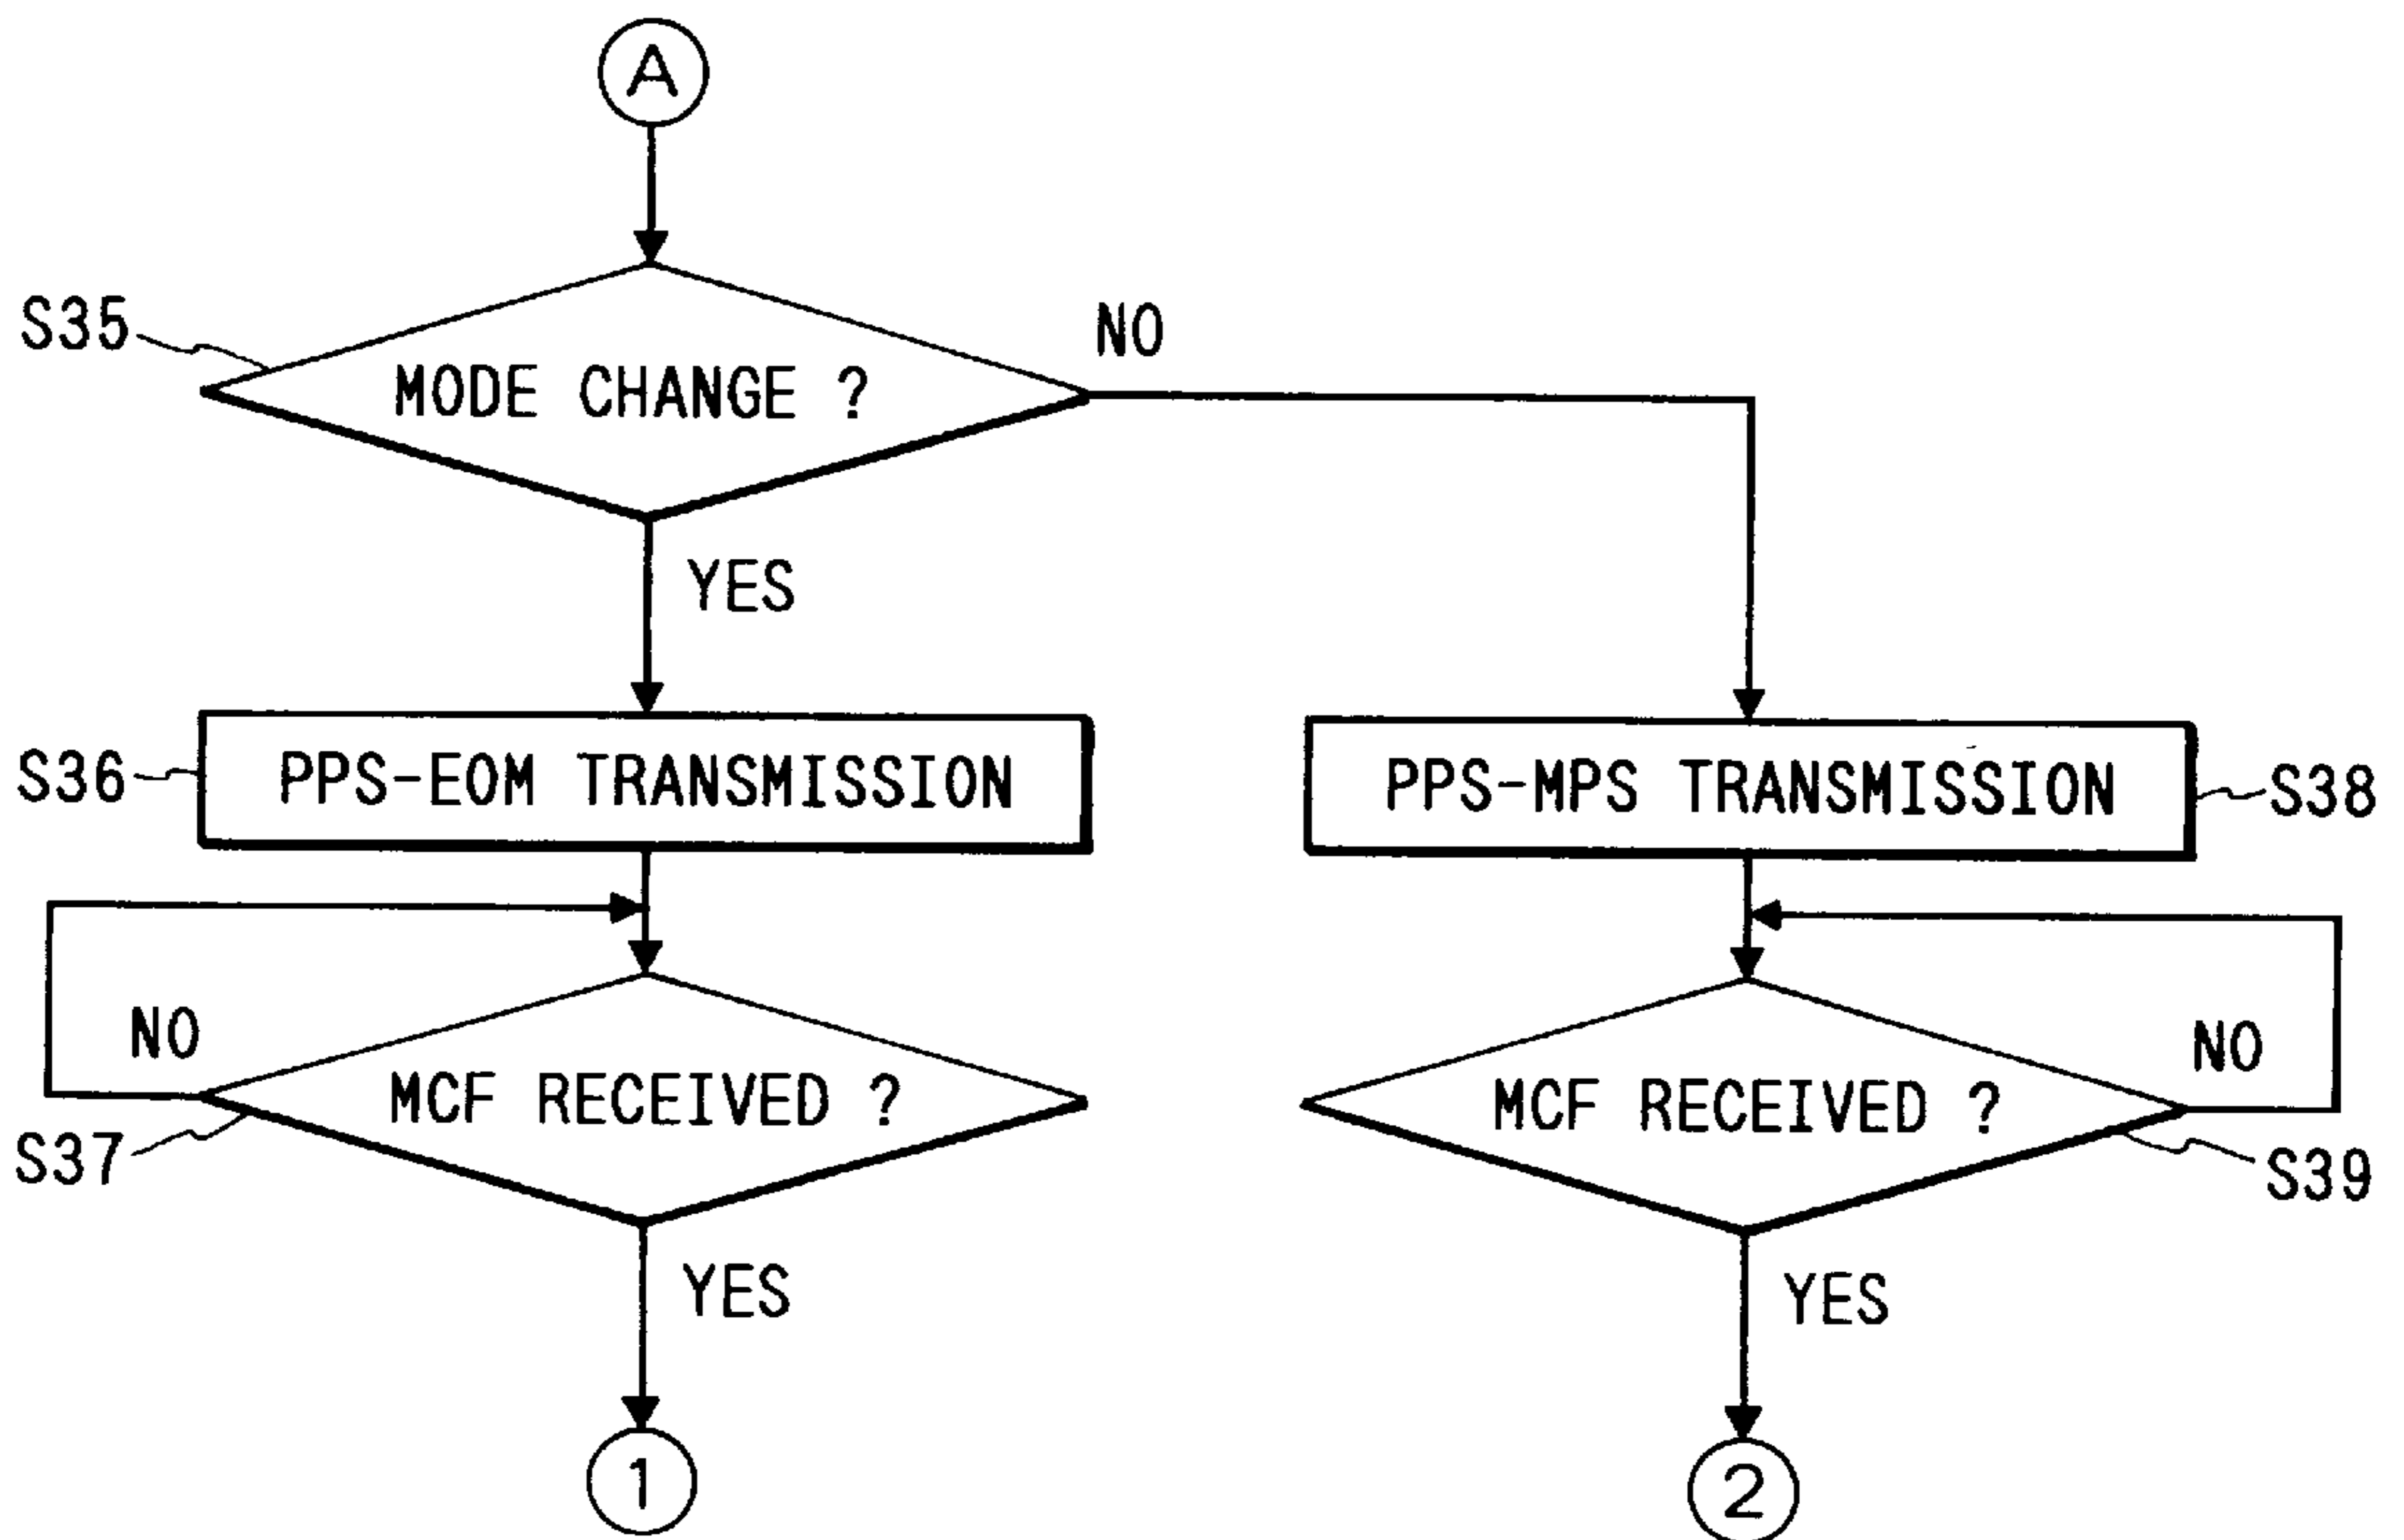 A
S35
MODE CHANGE ?
NO
YES
S36
PPS-EOM TRANSMISSION
PPS-MPS TRANSMISSION
S38
NO
MCF RECEIVED ?
S37
NO
MCF RECEIVED ?
S39
YES
YES
1
2